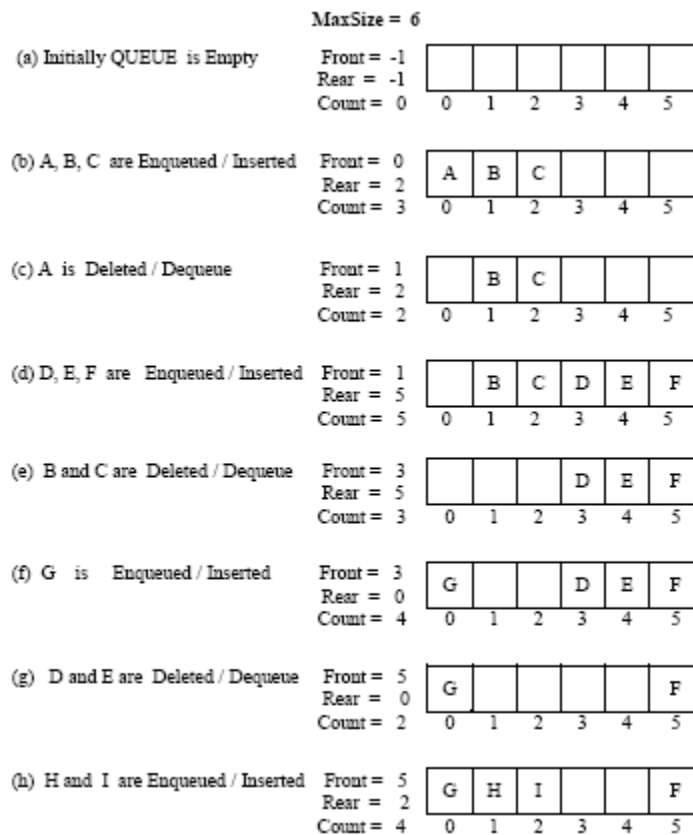 MaxSize = 6
(a) Initially QUEUE is Empty
Front = -1
Rear = -1
Count = 0
0 1 2 3 4 5
(b) A, B, C are Enqueued / Inserted
Front = 0
Rear = 2
Count = 3
A B C
0 1 2 3 4 5
(c) A is Deleted / Dequeue
Front = 1
Rear = 2
Count = 2
B C
0 1 2 3 4 5
(d) D, E, F are Enqueued / Inserted
Front = 1
Rear = 5
Count = 5
B C D E F
0 1 2 3 4 5
(e) B and C are Deleted / Dequeue
Front = 3
Rear = 5
Count = 3
D E F
0 1 2 3 4 5
(f) G is Enqueued / Inserted
Front = 3
Rear = 0
Count = 4
G D E F
0 1 2 3 4 5
(g) D and E are Deleted / Dequeue
Front = 5
Rear = 0
Count = 2
G F
0 1 2 3 4 5
(h) H and I are Enqueued / Inserted
Front = 5
Rear = 2
Count = 4
G H I F
0 1 2 3 4 5